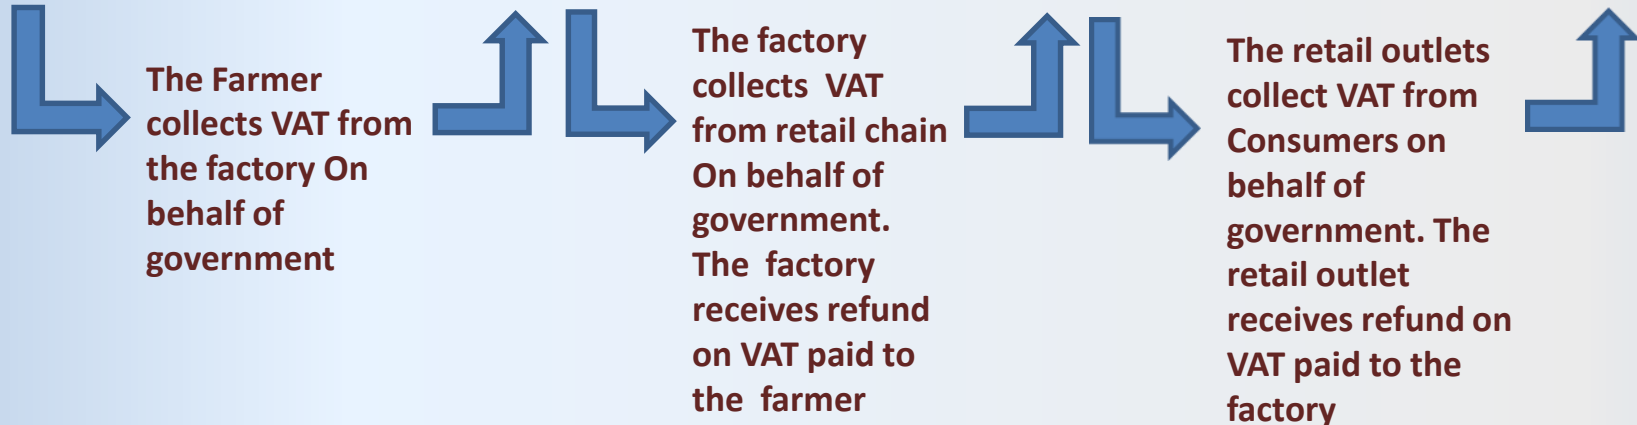 The Farmer
collects VAT from
the factory On
behalf of
government
The factory
collects VAT
from retail chain
On behalf of
government.
The factory
receives refund
on VAT paid to
the farmer
The retail outlets
collect VAT from
Consumers on
behalf of
government. The
retail outlet
receives refund on
VAT paid to the
factory